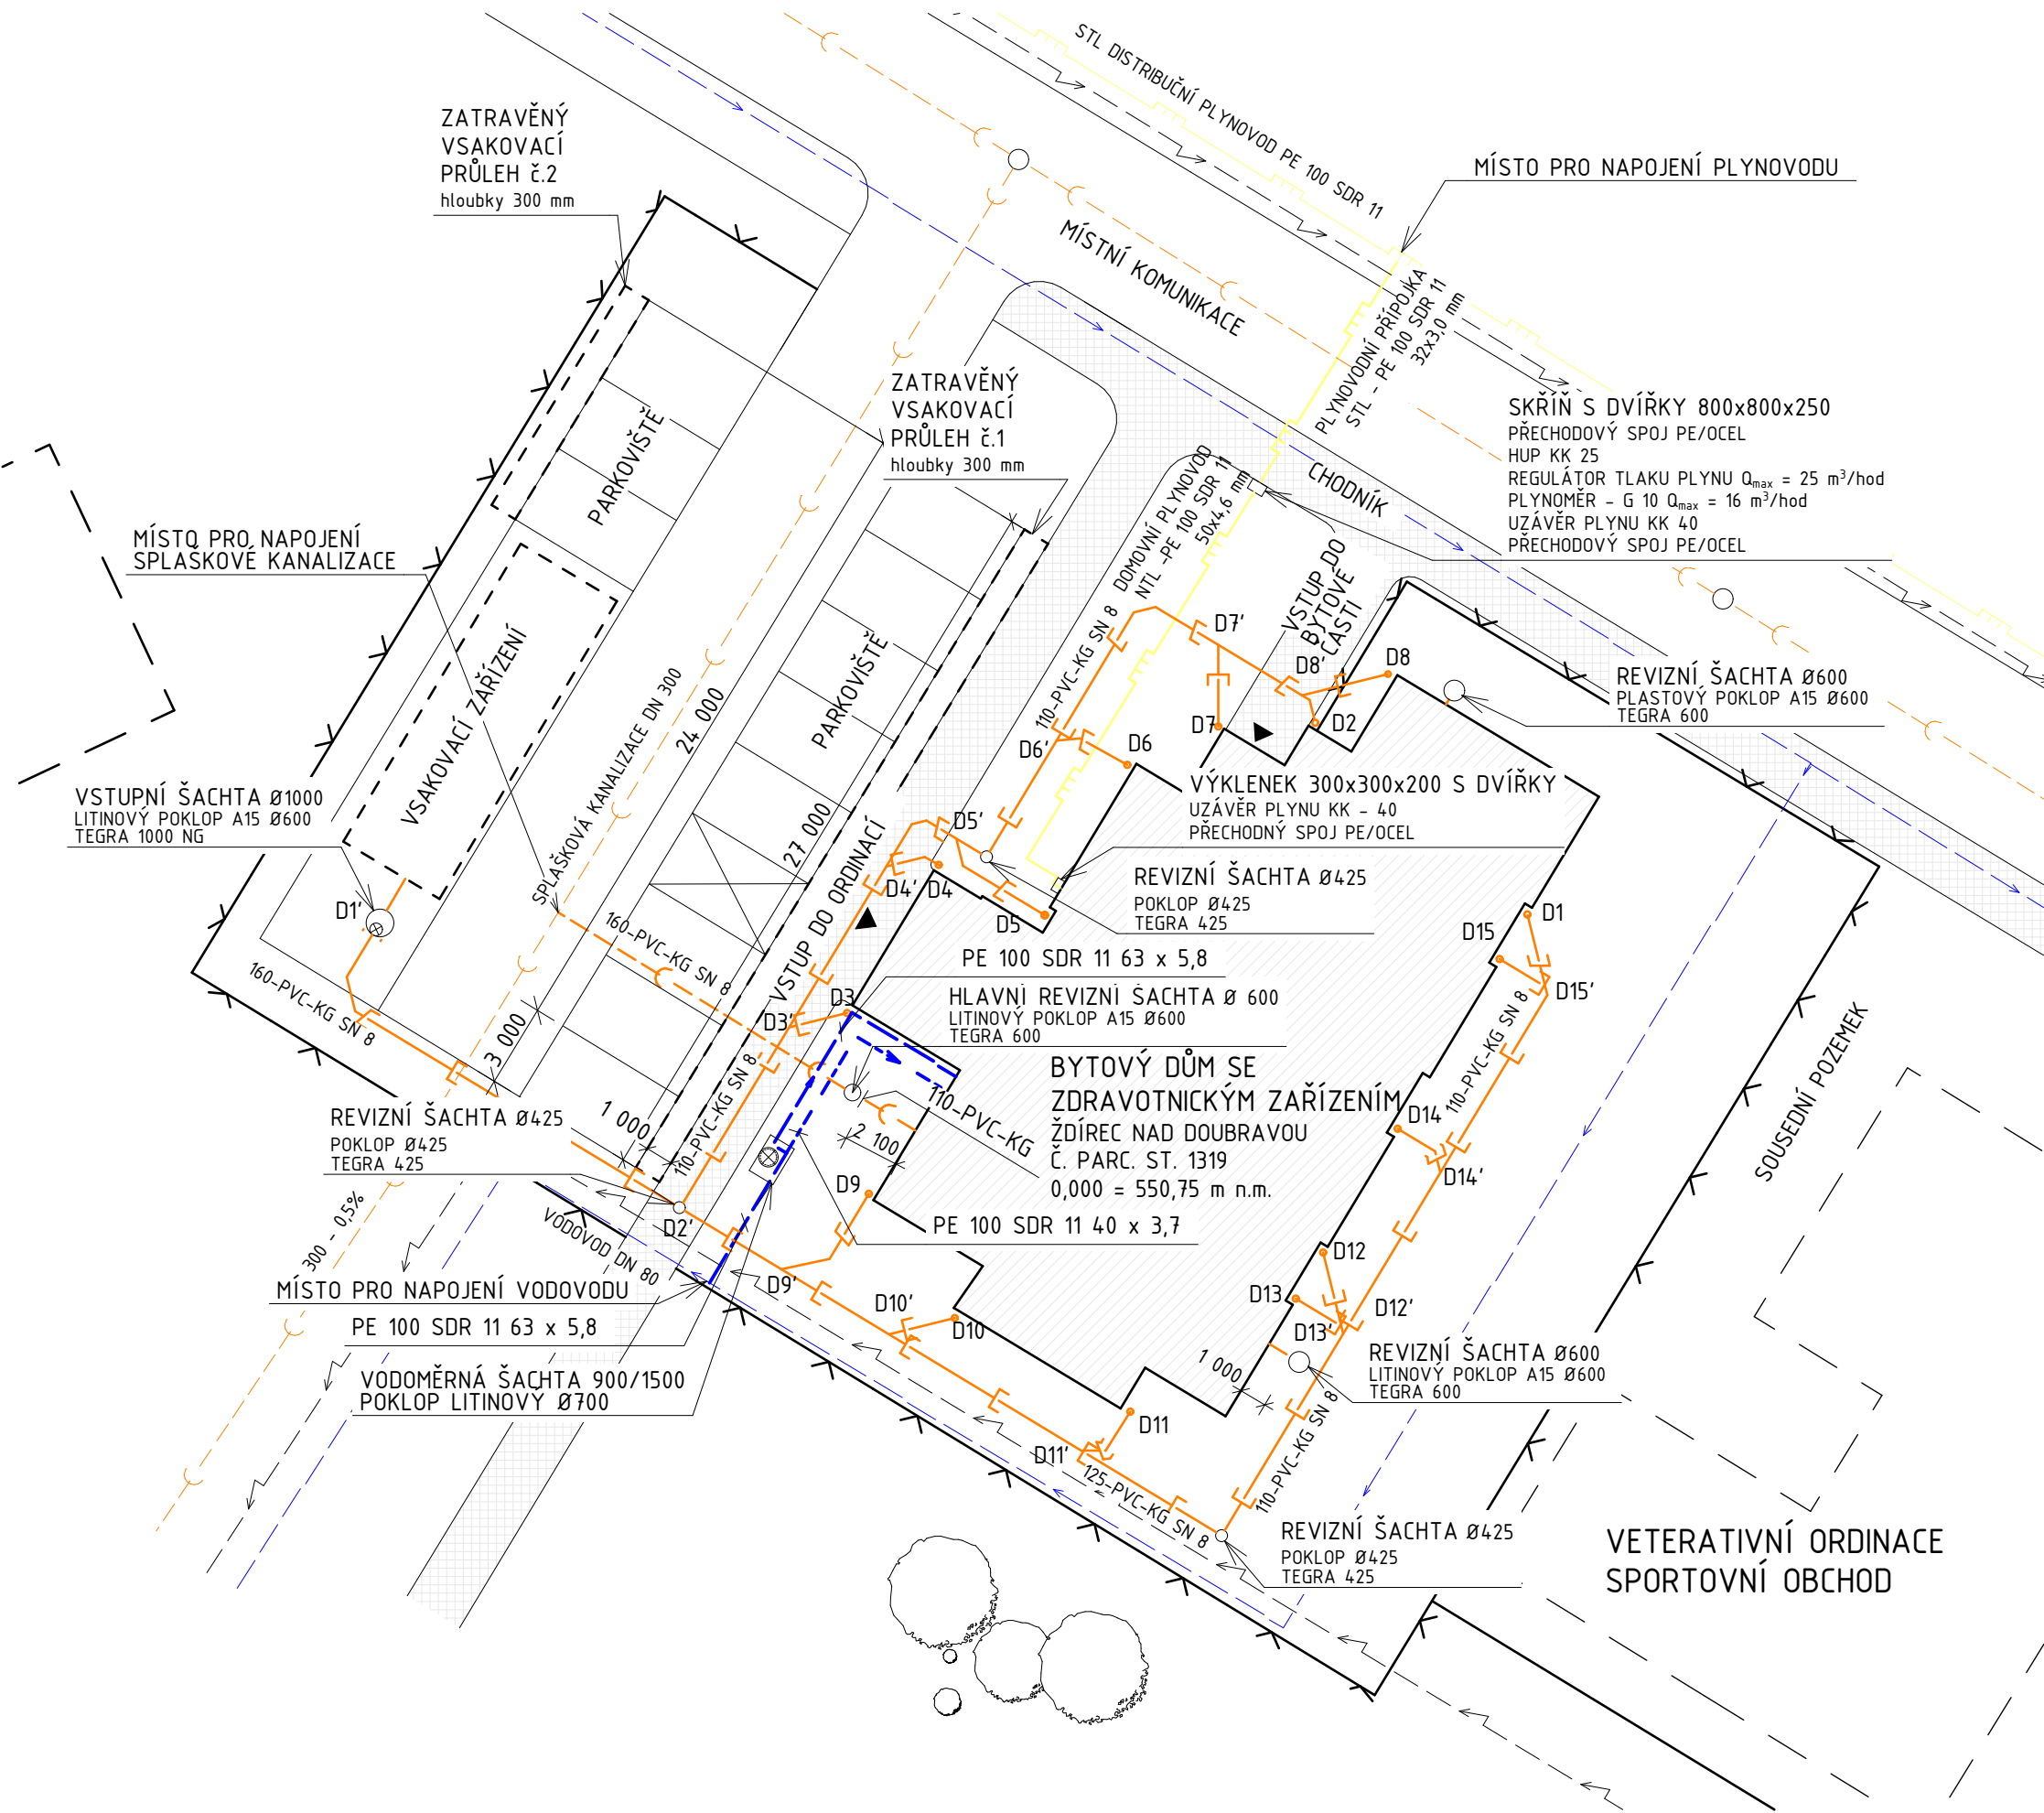 STL DISTRIBUČNÍ PLYNOVOD PE 100 SDR 11
ZATRAVĚNÝ
VSAKOVACÍ
PRŮLEH č.2
hloubky 300 mm
MÍSTO PRO NAPOJENÍ PLYNOVODU
MÍSTNÍ KOMUNIKACE
PLYNOVODNÍ PŘÍPOJKA
STL - PE 100 SDR 11
32x3,0 mm
ZATRAVĚNÝ
VSAKOVACÍ
PRŮLEH č.1
hloubky 300 mm
SKŘÍŇ S DVÍŘKY 800x800x250
PŘECHODOVÝ SPOJ PE/OCEL
HUP KK 25
REGULÁTOR TLAKU PLYNU Qmax = 25 m³/hod
PLYNOMĚR - G 10 Qmax = 16 m³/hod
UZÁVĚR PLYNU KK 40
PŘECHODOVÝ SPOJ PE/OCEL
PARKOVIŠTĚ
CHODNÍK
DOMOVNÍ PLYNOVOD
NTL -PE 100 SDR 11
50x4,6 mm
MÍSTO PRO NAPOJENÍ
SPLAŠKOVÉ KANALIZACE
VSTUP DO
BYTOVÉ
ČÁSTI
VSAKOVACÍ ZAŘÍZENÍ
SPLAŠKOVÁ KANALIZACE DN 300
24 000
PARKOVIŠTĚ
110-PVC-KG SN 8
D7'
D8'
D8
D7
D2
D6'
D6
REVIZNÍ ŠACHTA Ø600
PLASTOVÝ POKLOP A15 Ø600
TEGRA 600
VSTUPNÍ ŠACHTA Ø1000
LITINOVÝ POKLOP A15 Ø600
TEGRA 1000 NG
VÝKLENEK 300x300x200 S DVÍŘKY
UZÁVĚR PLYNU KK - 40
PŘECHODNÝ SPOJ PE/OCEL
27 000
VSTUP DO ORDINACÍ
D5'
D4'
D4
D5
REVIZNÍ ŠACHTA Ø425
POKLOP Ø425
TEGRA 425
D1'
160-PVC-KG SN 8
160-PVC-KG SN 8
D15
D1
D15'
PE 100 SDR 11 63 x 5,8
HLAVNÍ REVIZNÍ ŠACHTA Ø 600
LITINOVÝ POKLOP A15 Ø600
TEGRA 600
D3
D3'
3 000
1 000
110-PVC-KG SN 8
110-PVC-KG
2 100
BYTOVÝ DŮM SE
ZDRAVOTNICKÝM ZAŘÍZENÍM
ŽDÍREC NAD DOUBRAVOU
Č. PARC. ST. 1319
0,000 = 550,75 m n.m.
110-PVC-KG SN 8
D14
D14'
SOUSEDNÍ POZEMEK
REVIZNÍ ŠACHTA Ø425
POKLOP Ø425
TEGRA 425
D2'
D9
PE 100 SDR 11 40 x 3,7
300 - 0,5%
VODOVOD DN 80
D9'
MÍSTO PRO NAPOJENÍ VODOVODU
PE 100 SDR 11 63 x 5,8
D10'
D10
D12
D13
D12'
D13'
VODOMĚRNÁ ŠACHTA 900/1500
POKLOP LITINOVÝ Ø700
1 000
REVIZNÍ ŠACHTA Ø600
LITINOVÝ POKLOP A15 Ø600
TEGRA 600
D11
D11'
125-PVC-KG SN 8
110-PVC-KG SN 8
REVIZNÍ ŠACHTA Ø425
POKLOP Ø425
TEGRA 425
VETERATIVNÍ ORDINACE
SPORTOVNÍ OBCHOD